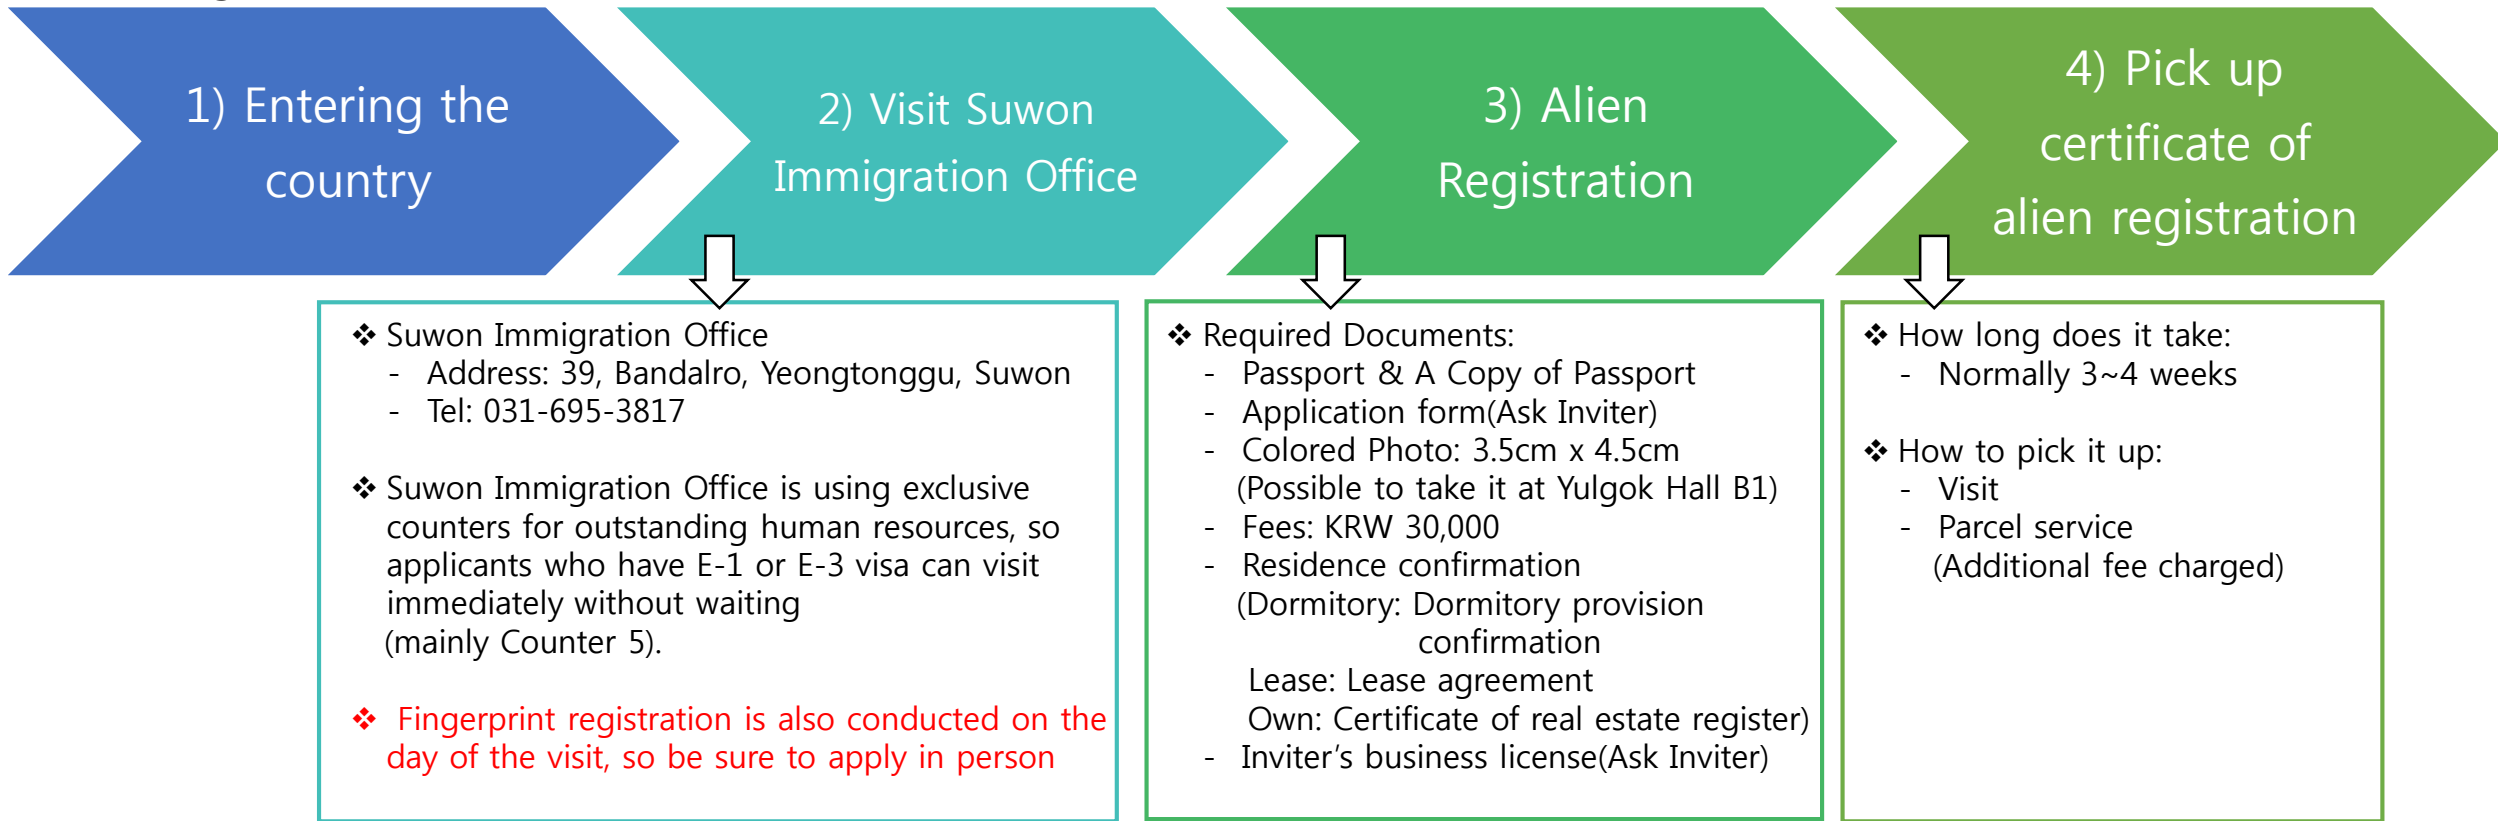 1) Entering the
country
2) Visit Suwon
Immigration Office
3) Alien
Registration
4) Pick up
certificate of
alien registration
❖ Suwon Immigration Office
- Address: 39, Bandalro, Yeongtonggu, Suwon
- Tel: 031-695-3817
❖ Suwon Immigration Office is using exclusive
counters for outstanding human resources, so
applicants who have E-1 or E-3 visa can visit
immediately without waiting
(mainly Counter 5).
❖ Fingerprint registration is also conducted on the
day of the visit, so be sure to apply in person
❖ Required Documents:
- Passport & A Copy of Passport
- Application form(Ask Inviter)
- Colored Photo: 3.5cm x 4.5cm
(Possible to take it at Yulgok Hall B1)
- Fees: KRW 30,000
- Residence confirmation
(Dormitory: Dormitory provision
confirmation
Lease: Lease agreement
Own: Certificate of real estate register)
- Inviter's business license(Ask Inviter)
❖ How long does it take:
- Normally 3~4 weeks
❖ How to pick it up:
- Visit
- Parcel service
(Additional fee charged)